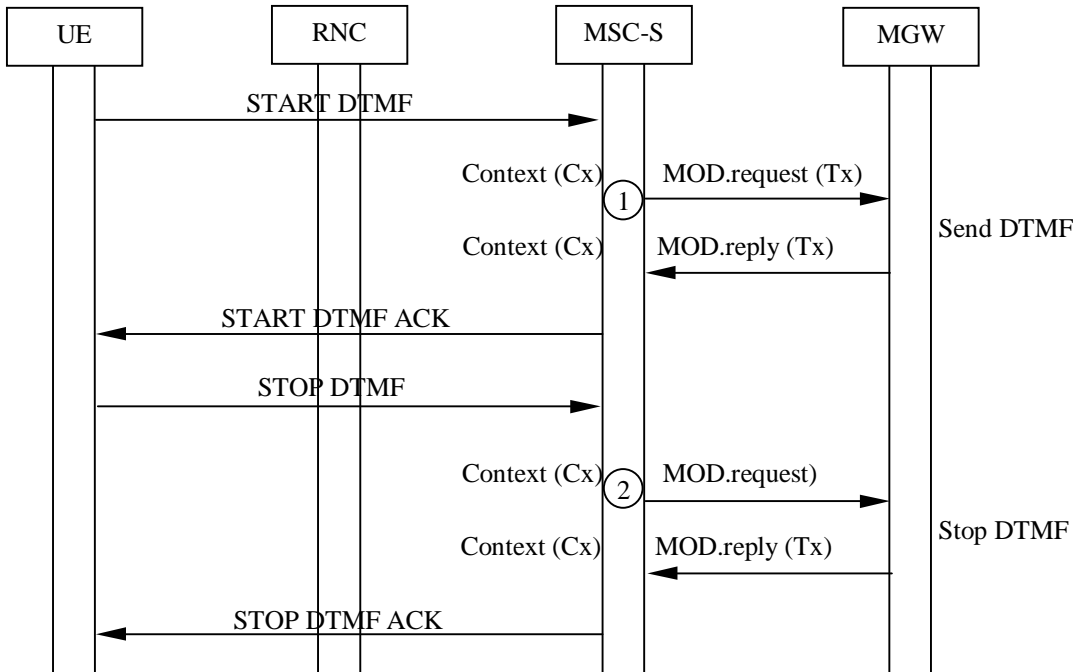 UE
RNC
MSC-S
MGW
START DTMF
Context (Cx)
MOD.request (Tx)
1
Send DTMF
Context (Cx)
MOD.reply (Tx)
START DTMF ACK
STOP DTMF
Context (Cx)
MOD.request)
2
Stop DTMF
Context (Cx)
MOD.reply (Tx)
STOP DTMF ACK